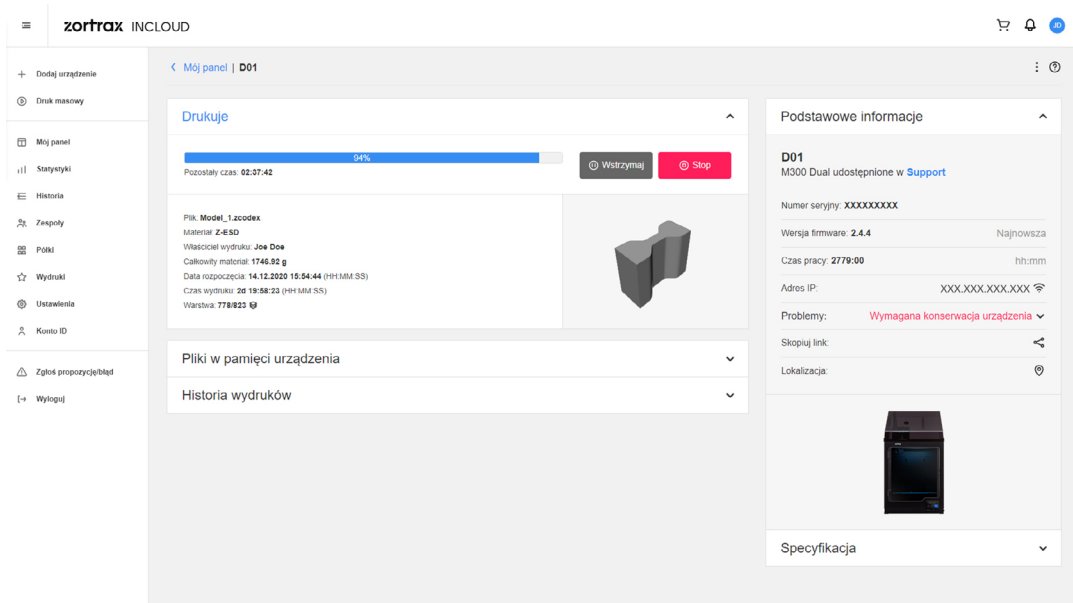 zortrax INCLOUD
JD
Dodaj urządzenie
Druk masowy
Mój panel
Statystyki
Historia
Zespoły
Półki
Wydruki
Ustawienia
Konto ID
Zgłoś propozycję/błąd
Wyloguj
Mój panel | D01
Drukuje
94%
Pozostały czas: 02:37:42
Wstrzymaj
Stop
Plik: Model_1.zcodex
Materiał: Z-ESD
Właściciel wydruku: Joe Doe
Całkowity materiał: 1746.92 g
Data rozpoczęcia: 14.12.2020 15:54:44 (HH:MM:SS)
Czas wydruku: 2d 19:58:23 (HH:MM:SS)
Warstwa: 778/823
Pliki w pamięci urządzenia
Historia wydruków
Podstawowe informacje
D01
M300 Dual udostępnione w Support
Numer seryjny: XXXXXXXXX
Wersja firmware: 2.4.4 Najnowsza
Czas pracy: 2779:00 hh:mm
Adres IP: XXX.XXX.XXX.XXX
Problemy: Wymagana konserwacja urządzenia
Skopiuj link:
Lokalizacja:
Specyfikacja